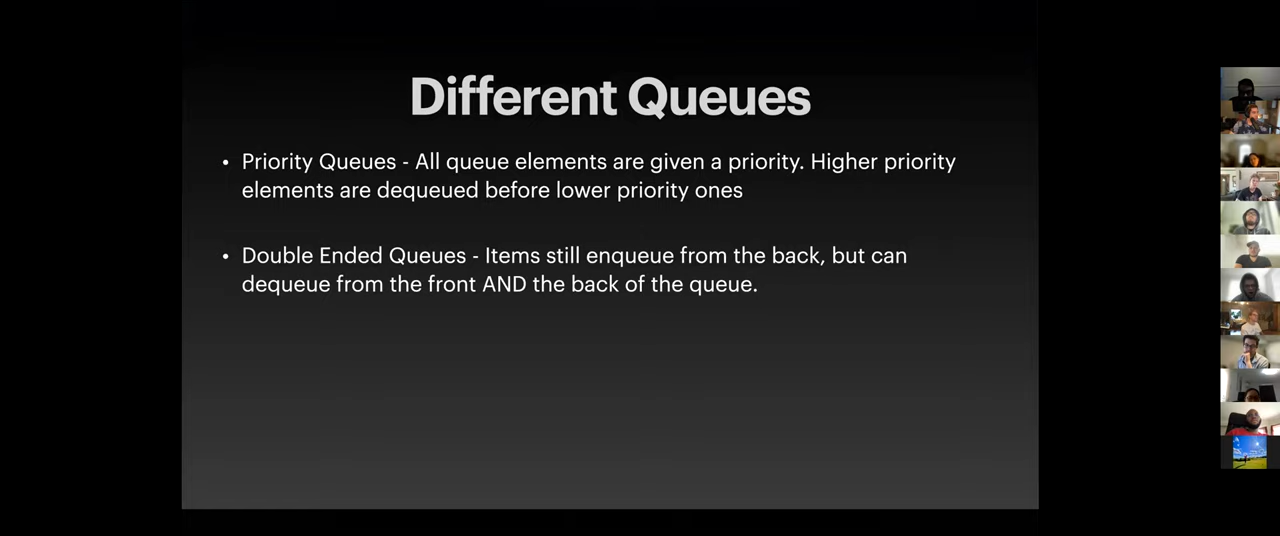 Different Queues
• Priority Queues - All queue elements are given a priority. Higher priority
elements are dequeued before lower priority ones
• Double Ended Queues - Items still enqueue from the back, but can
dequeue from the front AND the back of the queue.